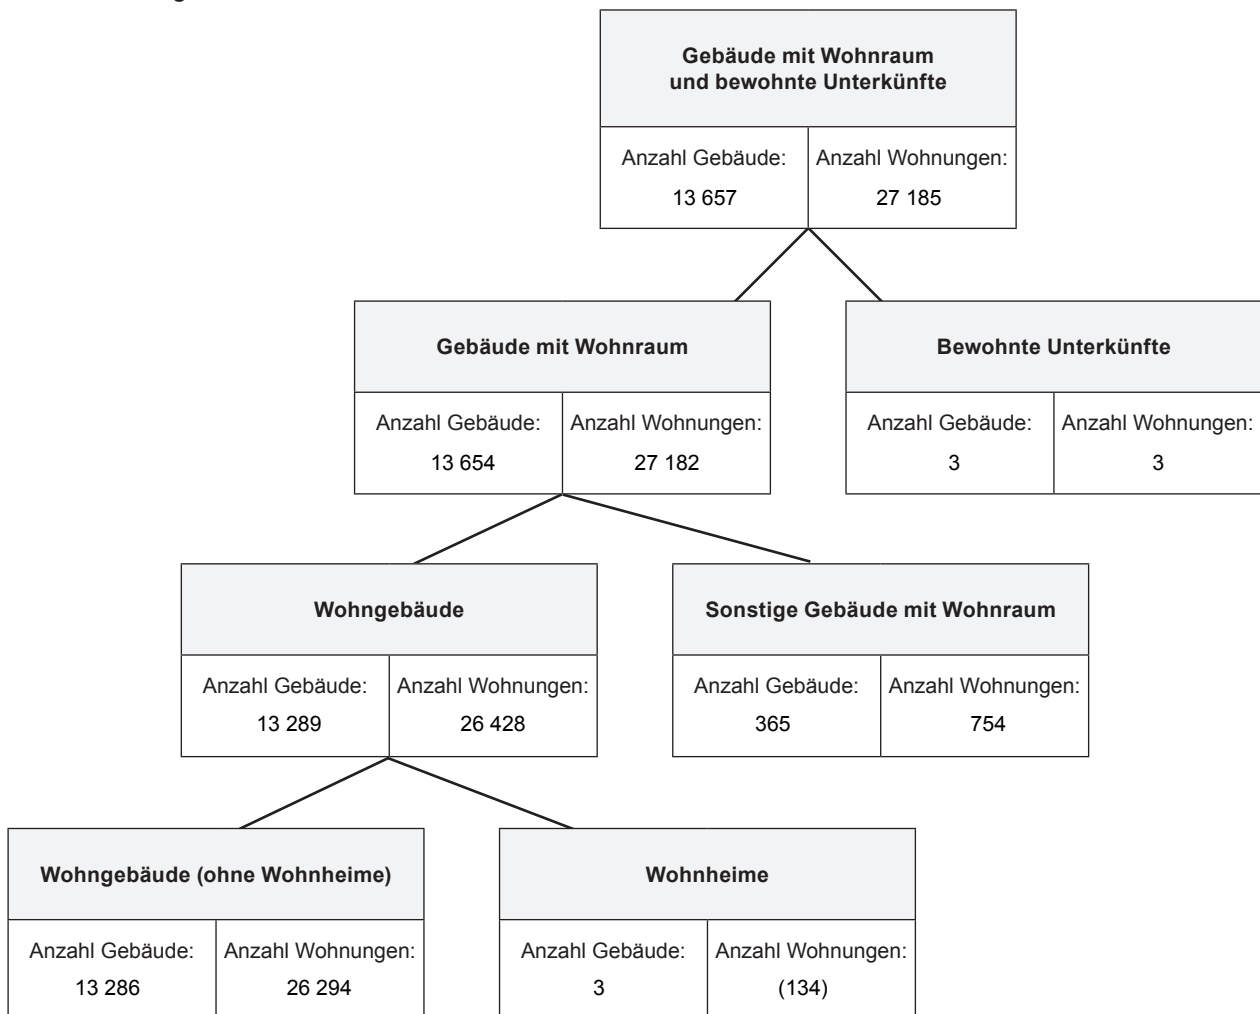 Gebäude mit Wohnraum
und bewohnte Unterkünfte
Anzahl Gebäude: Anzahl Wohnungen:
13 657 27 185
Gebäude mit Wohnraum Bewohnte Unterkünfte
Anzahl Gebäude: Anzahl Wohnungen: Anzahl Gebäude: Anzahl Wohnungen:
13 654 27 182 3 3
Wohngebäude Sonstige Gebäude mit Wohnraum
Anzahl Gebäude: Anzahl Wohnungen: Anzahl Gebäude: Anzahl Wohnungen:
13 289 26 428 365 754
Wohngebäude (ohne Wohnheime) Wohnheime
Anzahl Gebäude: Anzahl Wohnungen: Anzahl Gebäude: Anzahl Wohnungen:
13 286 26 294 3 (134)